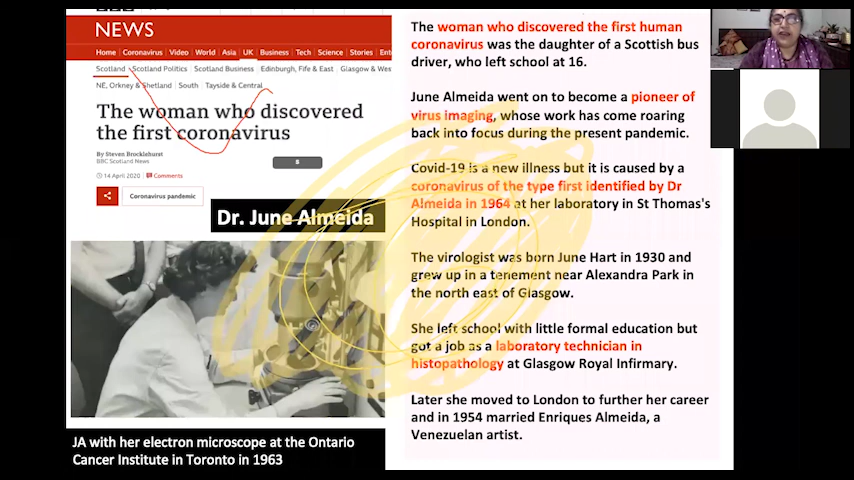 NEWS
Home Coronavirus Video World Asia UK Business Tech Science Stories Ent
Scotland Scotland Politics Scotland Business Edinburgh, Fife & East Glasgow & Wes
NE, Orkney & Shetland South Tayside & Central
The woman who discovered
the first coronavirus
By Steven Brocklehurst
BBC Scotland News
14 April 2020 Comments
Coronavirus pandemic
Dr. June Almeida
JA with her electron microscope at the Ontario
Cancer Institute in Toronto in 1963
The woman who discovered the first human
coronavirus was the daughter of a Scottish bus
driver, who left school at 16.
June Almeida went on to become a pioneer of
virus imaging, whose work has come roaring
back into focus during the present pandemic.
Covid-19 is a new illness but it is caused by a
coronavirus of the type first identified by Dr
Almeida in 1964 at her laboratory in St Thomas's
Hospital in London.
The virologist was born June Hart in 1930 and
grew up in a tenement near Alexandra Park in
the north east of Glasgow.
She left school with little formal education but
got a job as a laboratory technician in
histopathology at Glasgow Royal Infirmary.
Later she moved to London to further her career
and in 1954 married Enriques Almeida, a
Venezuelan artist.